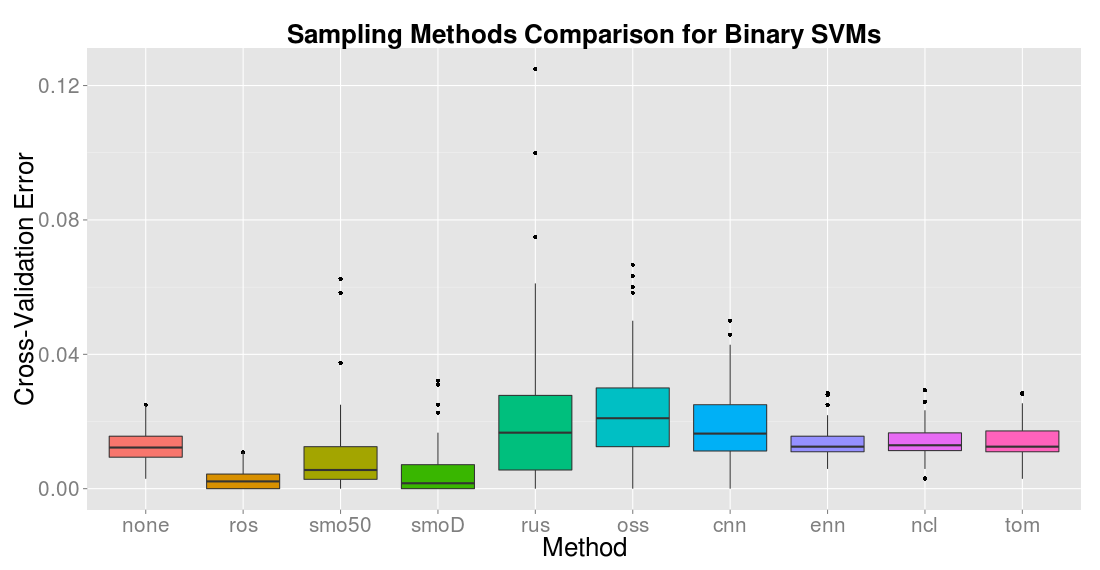 Sampling Methods Comparison for Binary SVMs
Cross-Validation Error
0.12
0.08
0.04
0.00
none ros smo50 smoD rus oss cnn enn ncl tom
Method